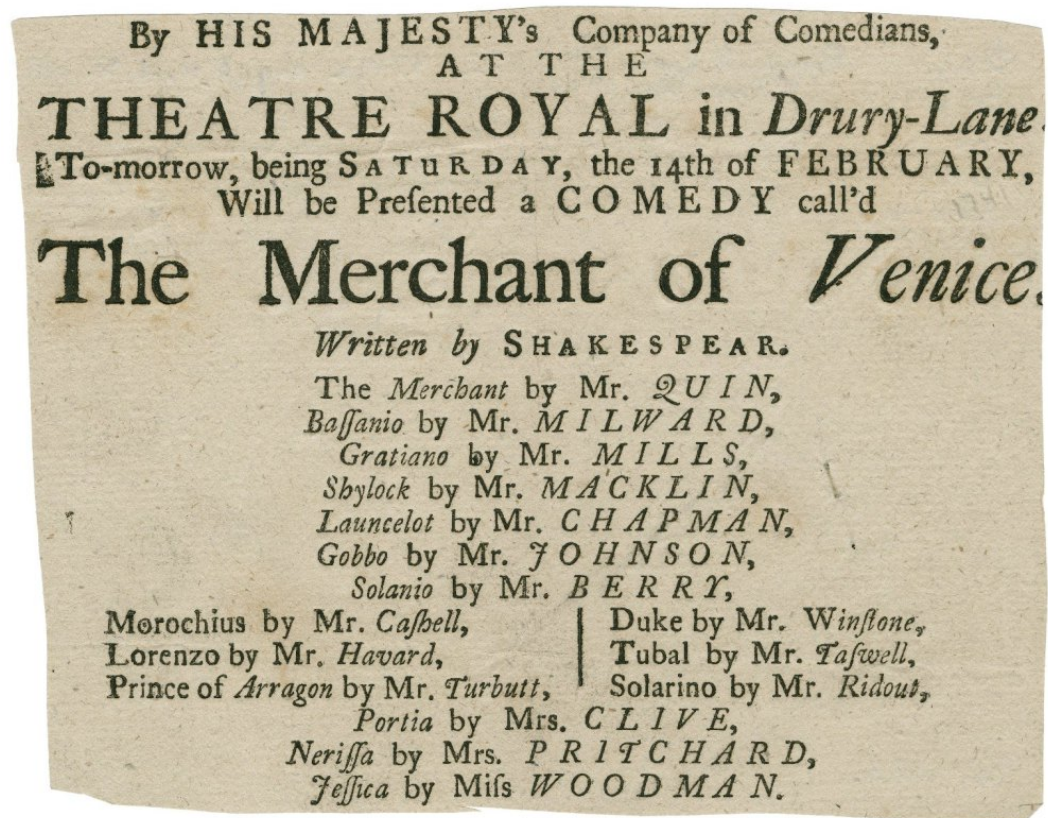 By HIS MAJESTY's Company of Comedians,
AT THE
THEATRE ROYAL in Drury-Lane.
To-morrow, being SATURDAY, the 14th of FEBRUARY,
Will be Preſented a COMEDY call'd
The Merchant of Venice.
Written by SHAKESPEAR.
The Merchant by Mr. QUIN,
Baſſanio by Mr. MILWARD,
Gratiano by Mr. MILLS,
Shylock by Mr. MACKLIN,
Launcelot by Mr. CHAPMAN,
Gobbo by Mr. JOHNSON,
Solanio by Mr. BERRY,
Morochius by Mr. Caſhell,
Lorenzo by Mr. Havard,
Prince of Arragon by Mr. Turbutt,
Duke by Mr. Winſtone,
Tubal by Mr. Taſwell,
Solarino by Mr. Ridout,
Portia by Mrs. CLIVE,
Neriſſa by Mrs. PRITCHARD,
Jeſſica by Miſs WOODMAN.